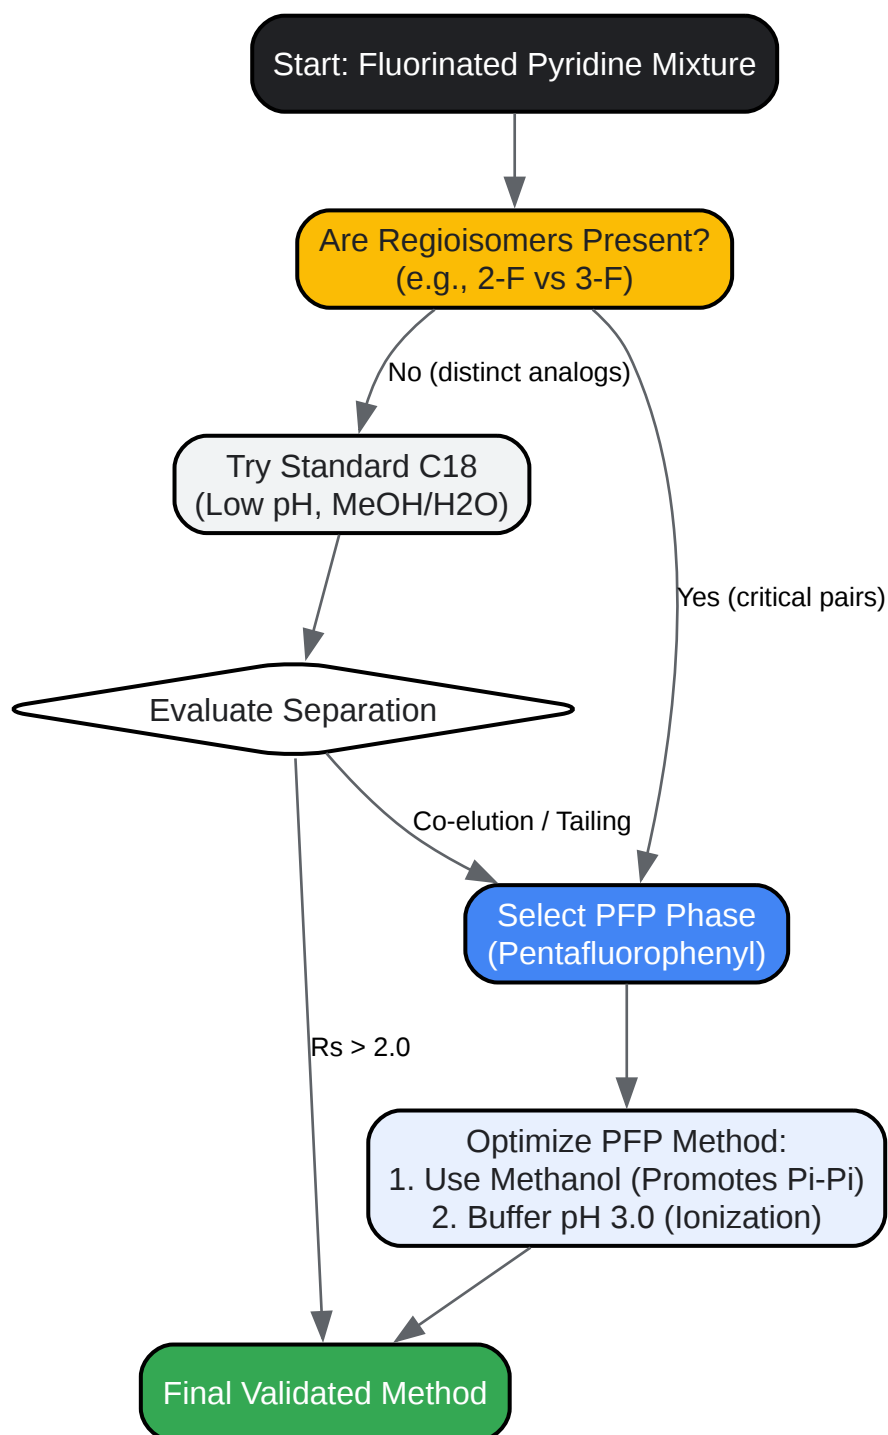 Start: Fluorinated Pyridine Mixture
Are Regioisomers Present?
(e.g., 2-F vs 3-F)
No (distinct analogs)
Try Standard C18
(Low pH, MeOH/H2O)
Yes (critical pairs)
Evaluate Separation
Co-elution / Tailing
Select PFP Phase
(Pentafluorophenyl)
Rs > 2.0
Optimize PFP Method:
1. Use Methanol (Promotes Pi-Pi)
2. Buffer pH 3.0 (Ionization)
Final Validated Method